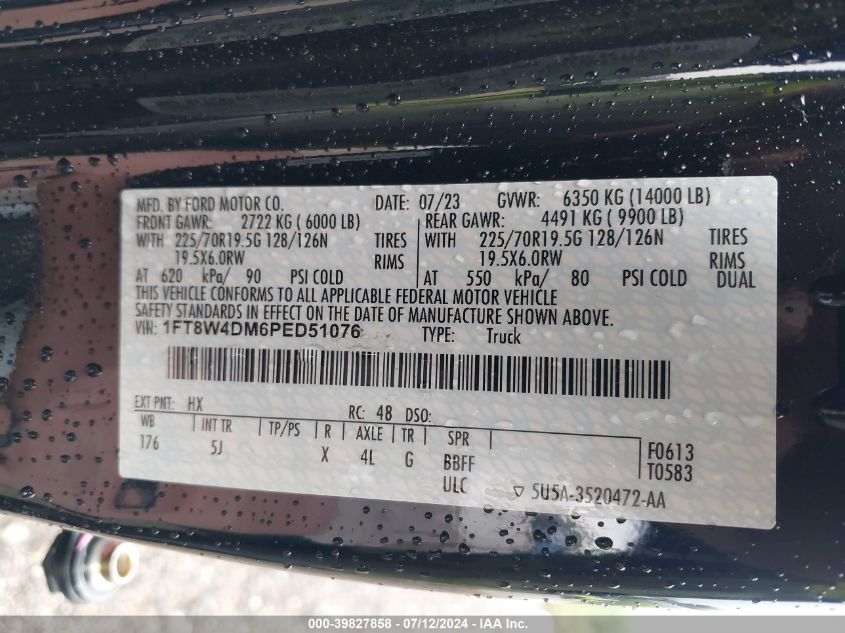 MFD. BY FORD MOTOR CO. DATE: 07/23 GVWR: 6350 KG (14000 LB)
FRONT GAWR: 2722 KG (6000 LB) REAR GAWR: 4491 KG (9900 LB)
WITH 225/70R19.5G 128/126N TIRES WITH 225/70R19.5G 128/126N TIRES
19.5X6.0RW RIMS 19.5X6.0RW RIMS
AT 620 kPa/ 90 PSI COLD AT 550 kPa/ 80 PSI COLD DUAL
THIS VEHICLE CONFORMS TO ALL APPLICABLE FEDERAL MOTOR VEHICLE
SAFETY STANDARDS IN EFFECT ON THE DATE OF MANUFACTURE SHOWN ABOVE.
VIN: 1FT8W4DM6PED51076 TYPE: Truck
EXT PNT: HX RC: 48 DSO:
WB INT TR TP/PS R AXLE TR SPR
176 5J X 4L G BBFF
ULC
F0613
T0583
▽ 5U5A-3520472-AA
000-39827858 - 07/12/2024 - IAAI.com